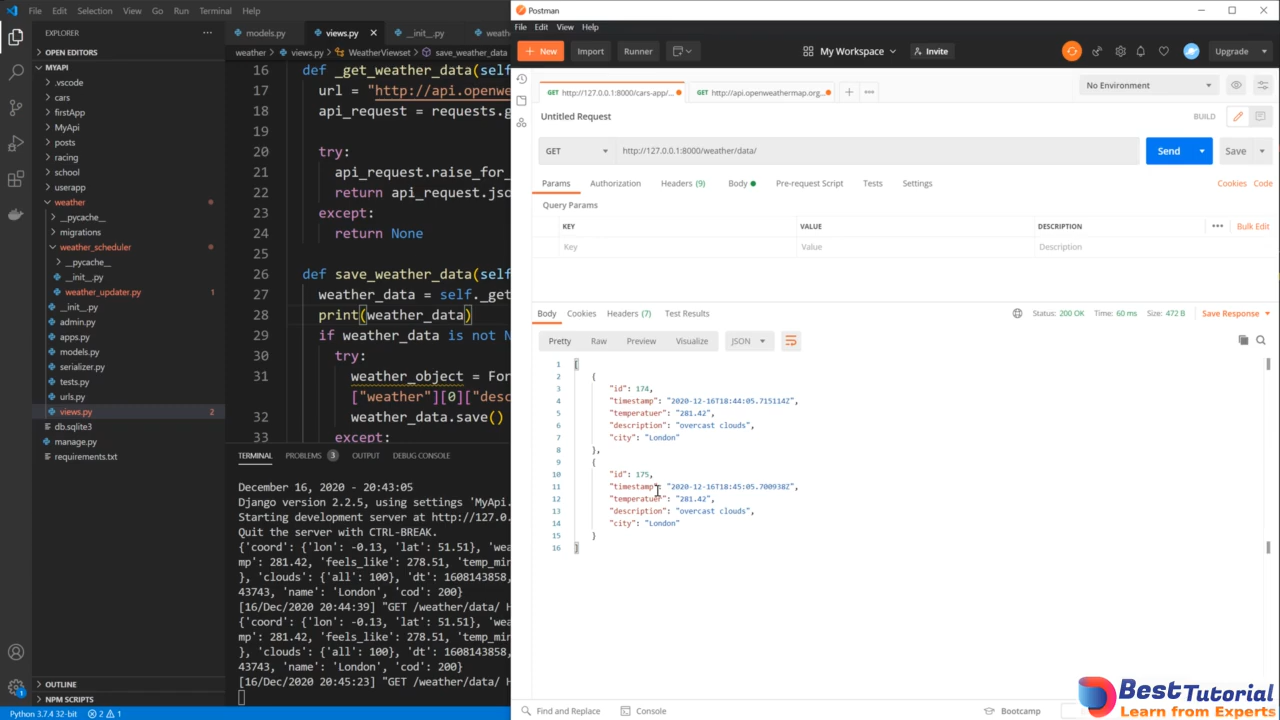 File Edit Selection View Go Run Terminal Help
EXPLORER
OPEN EDITORS
MYAPI
.vscode
cars
firstApp
MyApi
posts
racing
school
userapp
weather
__pycache__
migrations
weather_scheduler
__pycache__
__init__.py
weather_updater.py 1
__init__.py
admin.py
apps.py
models.py
serializer.py
tests.py
urls.py
views.py 2
db.sqlite3
manage.py
requirements.txt
OUTLINE
NPM SCRIPTS
models.py views.py __init__.py
weather > views.py > WeatherViewset > save_weather_data
16 def _get_weather_data(self
17 url = "http://api.openwe
18 api_request = requests.g
19
20 try:
21 api_request.raise_for_
22 return api_request.js
23 except:
24 return None
25
26 def save_weather_data(self
27 weather_data = self._get
28 print(weather_data)
29 if weather_data is not N
30 try:
31 weather_object = For
["weather"][0]["desc
32 weather_data.save()
33 except:
TERMINAL PROBLEMS 3 OUTPUT DEBUG CONSOLE
December 16, 2020 - 20:43:05
Django version 2.2.5, using settings 'MyApi.
Starting development server at http://127.0.
Quit the server with CTRL-BREAK.
{'coord': {'lon': -0.13, 'lat': 51.51}, 'wea
mp': 281.42, 'feels_like': 278.51, 'temp_min
}, 'clouds': {'all': 100}, 'dt': 1608143858,
43743, 'name': 'London', 'cod': 200}
[16/Dec/2020 20:44:39] "GET /weather/data/ H
{'coord': {'lon': -0.13, 'lat': 51.51}, 'wea
mp': 281.42, 'feels_like': 278.51, 'temp_min
}, 'clouds': {'all': 100}, 'dt': 1608143858,
43743, 'name': 'London', 'cod': 200}
[16/Dec/2020 20:45:23] "GET /weather/data/ H
Python 3.7.4 32-bit 2 1
Postman
File Edit View Help
New Import Runner My Workspace Invite Upgrade
GET http://127.0.0.1:8000/cars-app/... GET http://api.openweathermap.org... No Environment
Untitled Request BUILD
GET http://127.0.0.1:8000/weather/data/ Send Save
Params Authorization Headers (9) Body Pre-request Script Tests Settings Cookies Code
Query Params
KEY VALUE DESCRIPTION Bulk Edit
Key Value Description
Body Cookies Headers (7) Test Results Status: 200 OK Time: 60 ms Size: 472 B Save Response
Pretty Raw Preview Visualize JSON
1 [
2 {
3 "id": 174,
4 "timestamp": "2020-12-16T18:44:05.715114Z",
5 "temperatuer": "281.42",
6 "description": "overcast clouds",
7 "city": "London"
8 },
9 {
10 "id": 175,
11 "timestamp": "2020-12-16T18:45:05.700938Z",
12 "temperatuer": "281.42",
13 "description": "overcast clouds",
14 "city": "London"
15 }
16 ]
Find and Replace Console Bootcamp
BestTutorial
Learn from Experts